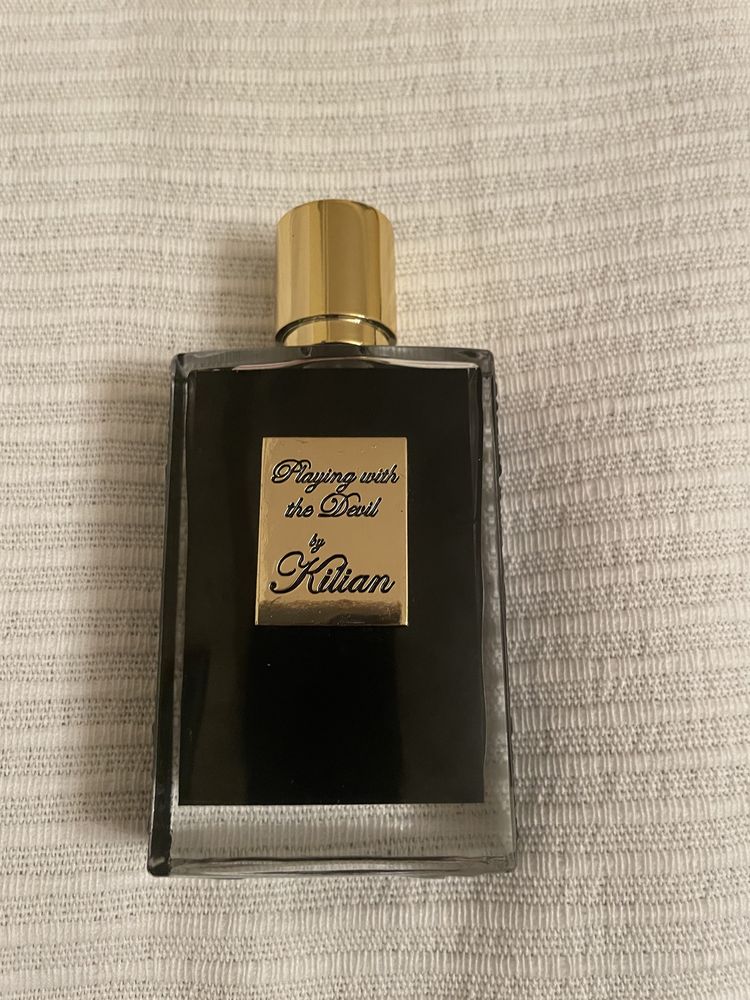 Playing with
the Devil
by
Kilian